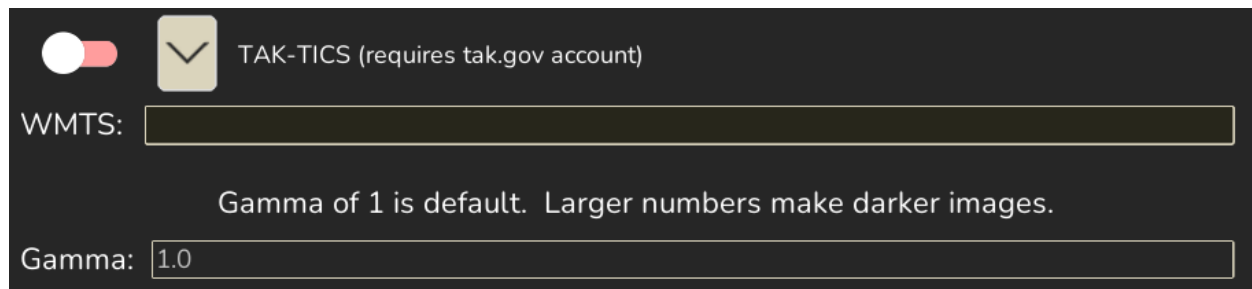 TAK-TICS (requires tak.gov account)
WMTS:
Gamma of 1 is default.  Larger numbers make darker images.
Gamma: 1.0